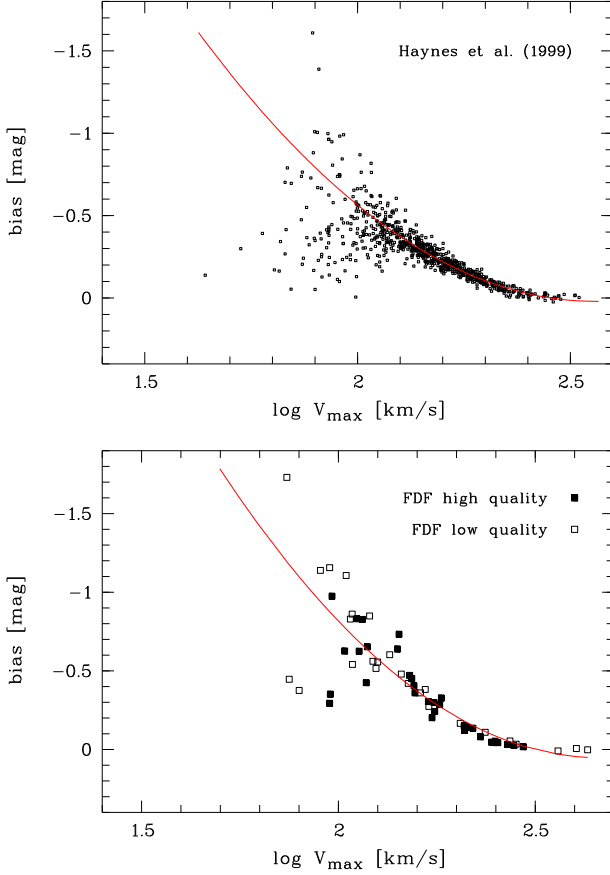 Haynes et al. (1999)
bias [mag]
−1.5
−1
−0.5
0
1.5
2
2.5
log Vmax [km/s]
FDF high quality
FDF low quality
bias [mag]
−1.5
−1
−0.5
0
1.5
2
2.5
log Vmax [km/s]